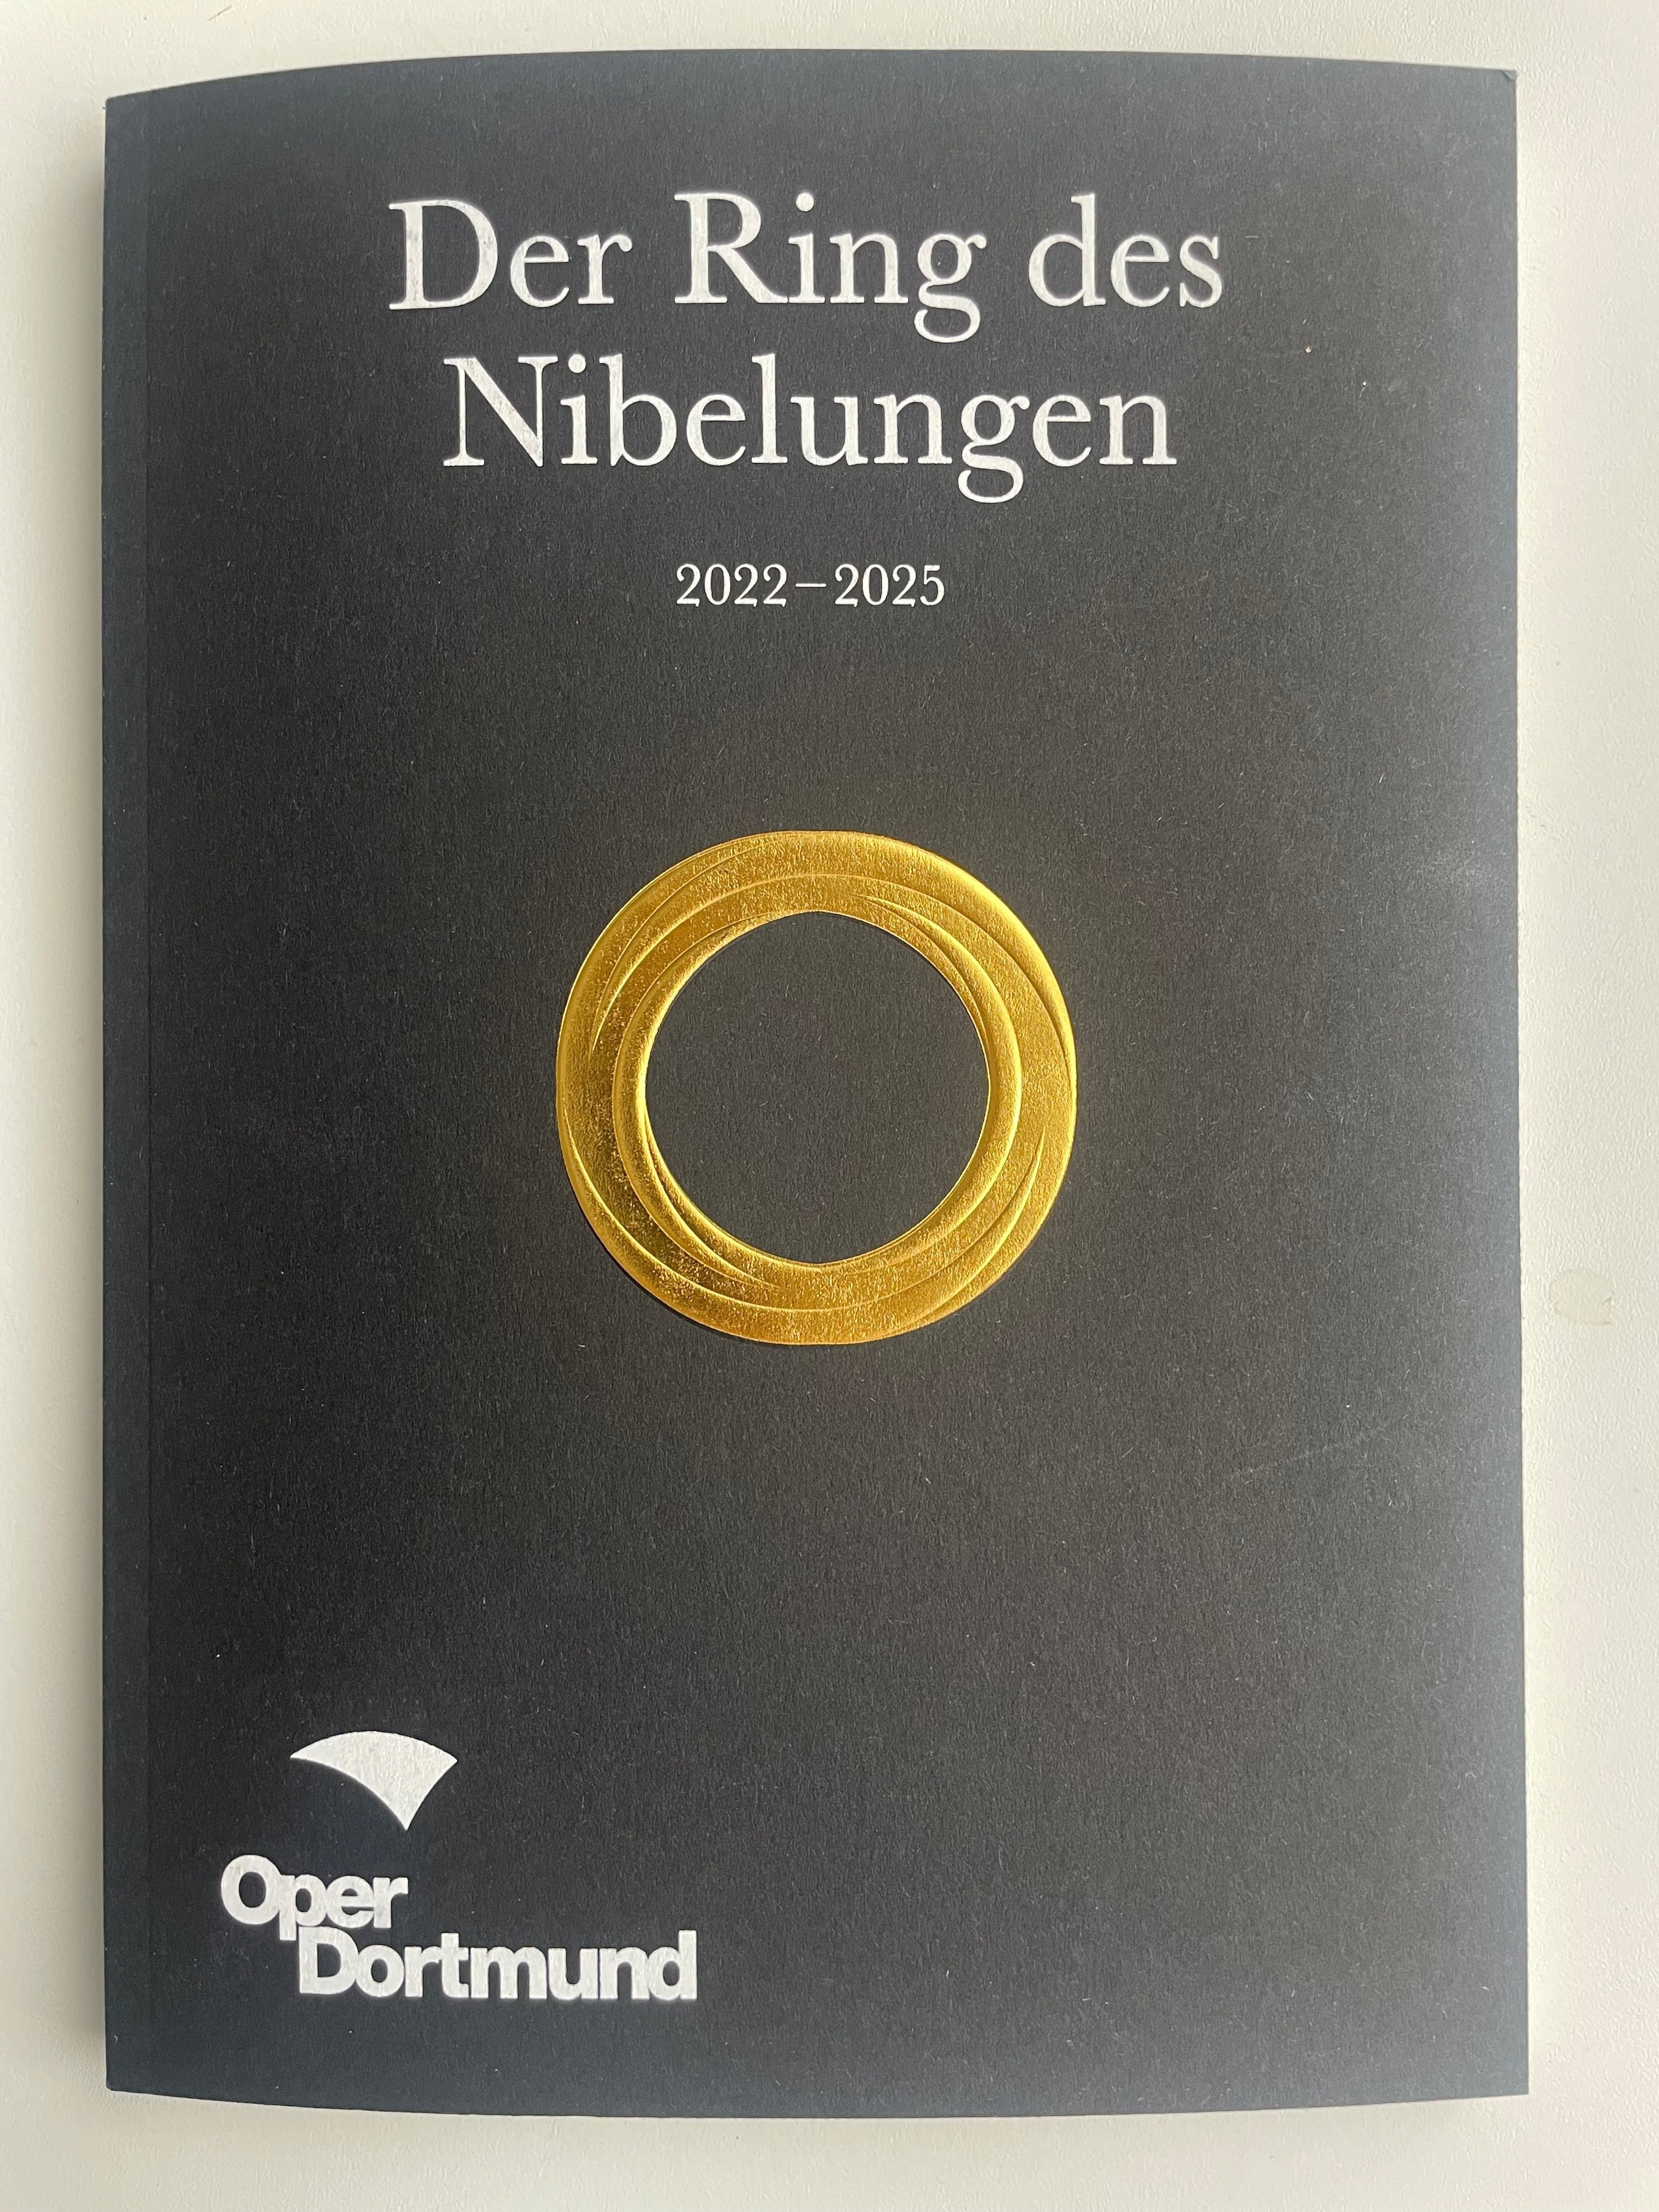 Der Ring des
Nibelungen
2022–2025
Oper
Dortmund